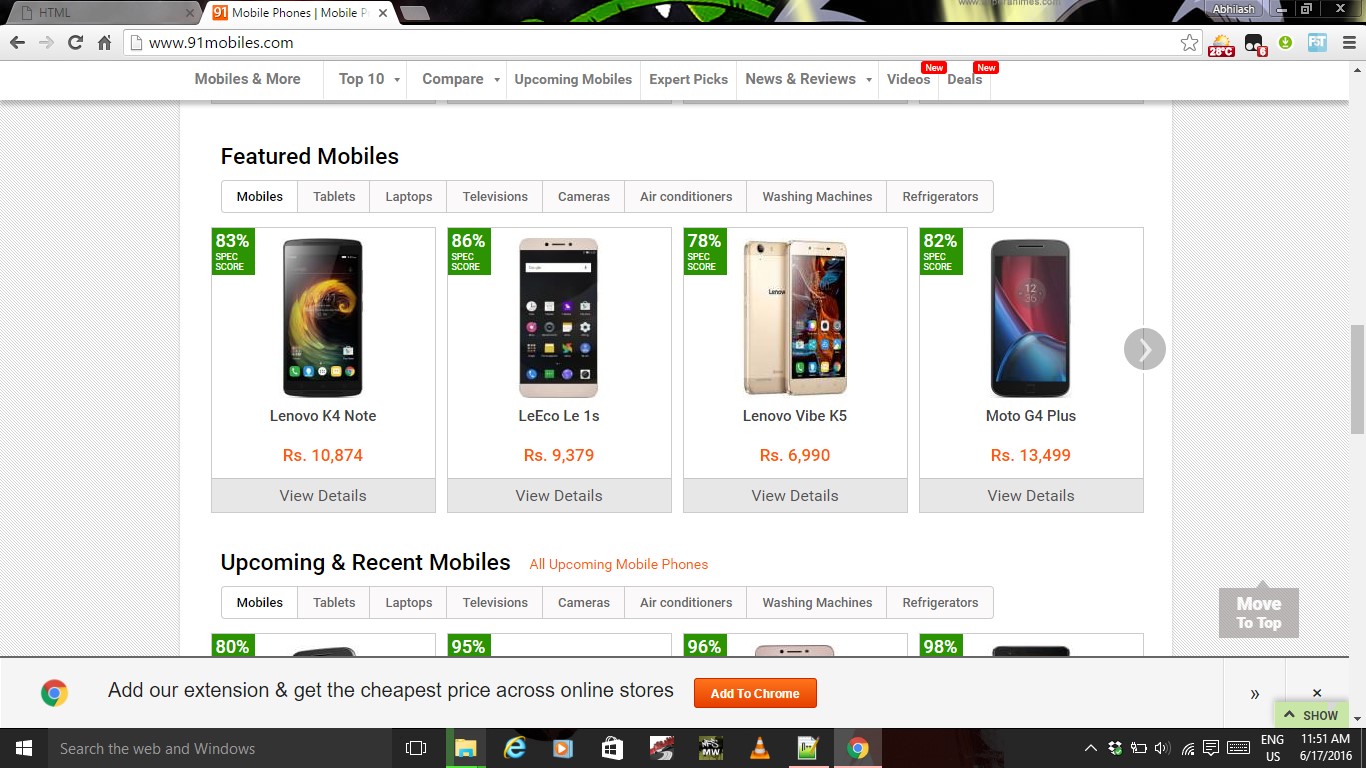 HTML
91 Mobile Phones | Mobile P
Abhilash
www.91mobiles.com
28°C
6
Mobiles & More
Top 10
Compare
Upcoming Mobiles
Expert Picks
News & Reviews
Videos
New
Deals
New
Featured Mobiles
Mobiles Tablets Laptops Televisions Cameras Air conditioners Washing Machines Refrigerators
83%
SPEC
SCORE
Lenovo K4 Note
Rs. 10,874
View Details
86%
SPEC
SCORE
Google
LeEco Le 1s
Rs. 9,379
View Details
78%
SPEC
SCORE
Lenovo Vibe K5
Rs. 6,990
View Details
82%
SPEC
SCORE
12
36
Moto G4 Plus
Rs. 13,499
View Details
Upcoming & Recent Mobiles All Upcoming Mobile Phones
Mobiles Tablets Laptops Televisions Cameras Air conditioners Washing Machines Refrigerators
80%
95%
96%
98%
Move
To Top
Add our extension & get the cheapest price across online stores Add To Chrome » ×
SHOW
Search the web and Windows
MW
ENG
US
11:51 AM
6/17/2016